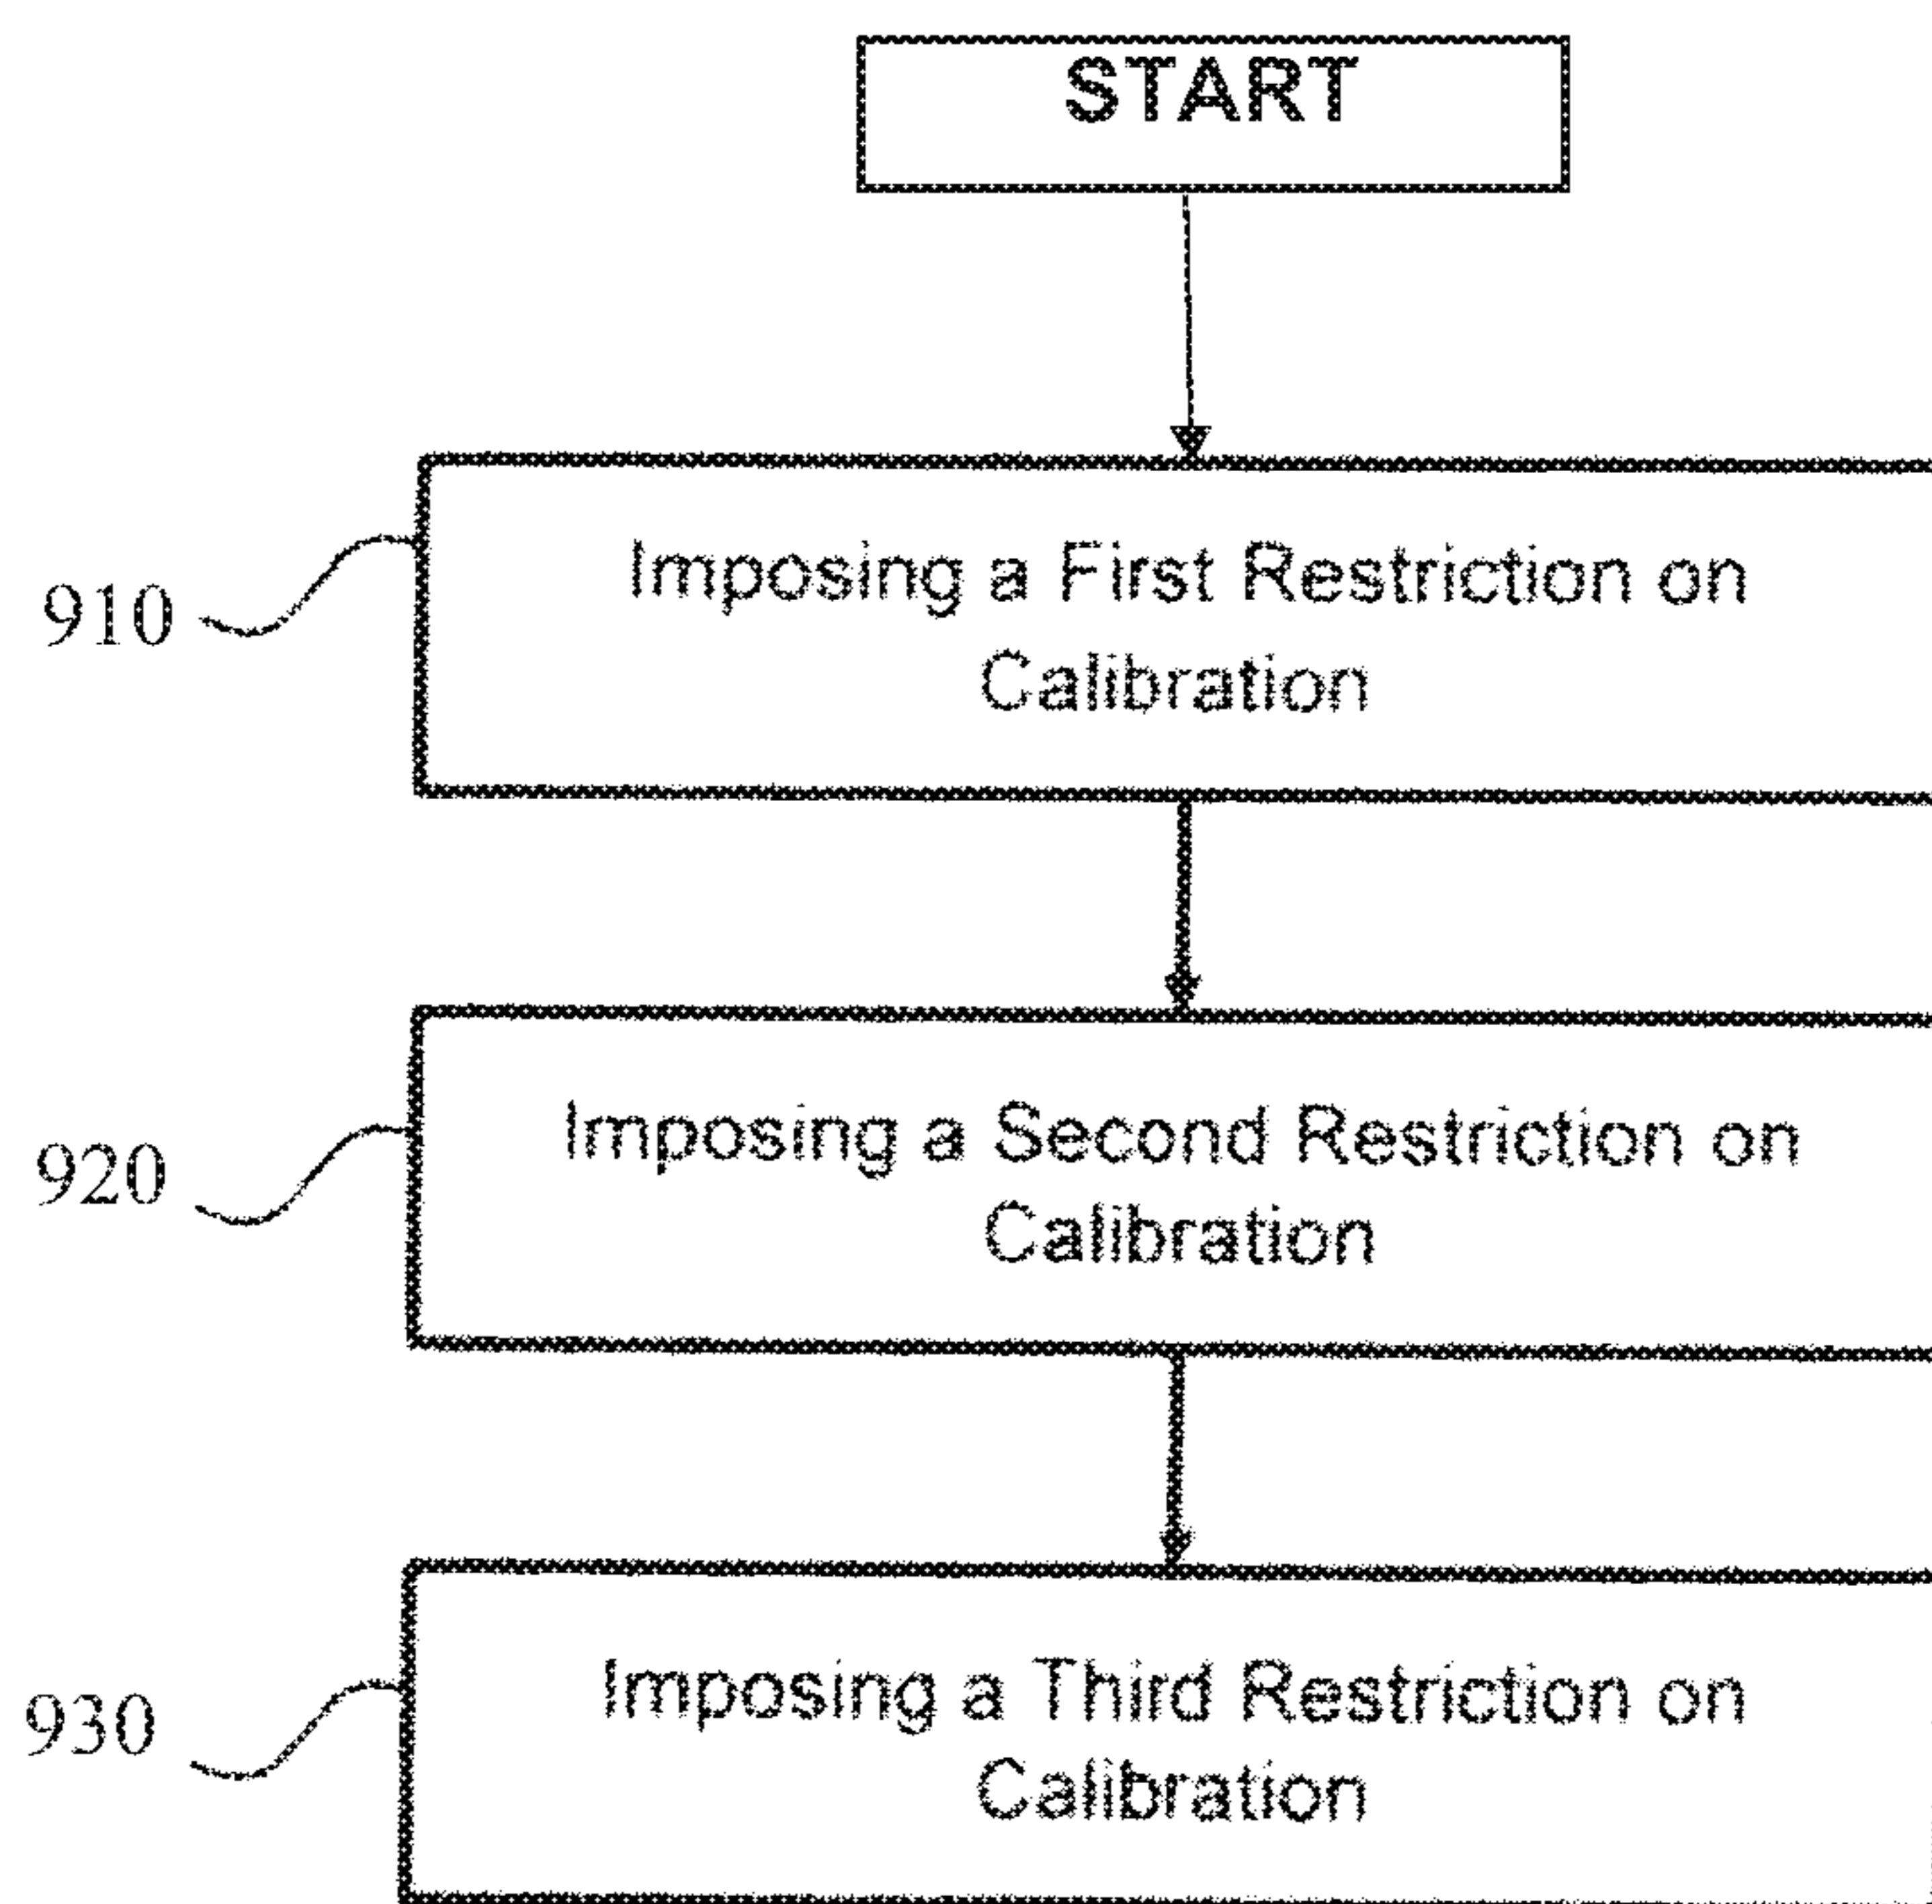 START
910
Imposing a First Restriction on
Calibration
920
Imposing a Second Restriction on
Calibration
930
Imposing a Third Restriction on
Calibration